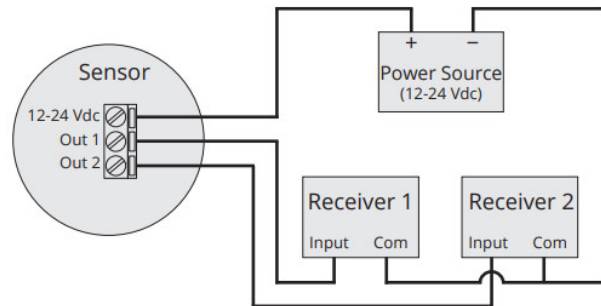 Sensor
12-24 Vdc
Out 1
Out 2
+ −
Power Source
(12-24 Vdc)
Receiver 1
Input Com
Receiver 2
Input Com